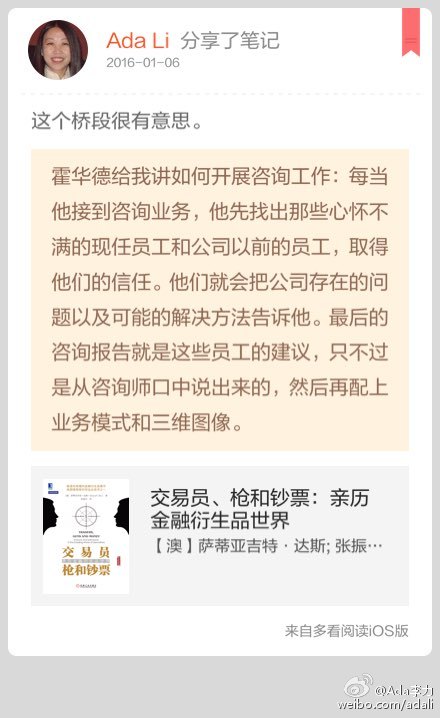 Ada Li 分享了笔记
2016-01-06
这个桥段很有意思。
霍华德给我讲如何开展咨询工作：每当
他接到咨询业务，他先找出那些心怀不
满的现任员工和公司以前的员工，取得
他们的信任。他们就会把公司存在的问
题以及可能的解决方法告诉他。最后的
咨询报告就是这些员工的建议，只不过
是从咨询师口中说出来的，然后再配上
业务模式和三维图像。
交易员、枪和钞票：亲历
金融衍生品世界
【澳】萨蒂亚吉特·达斯; 张振…
交易员
枪和钞票
来自多看阅读iOS版
@Ada李力
weibo.com/adali